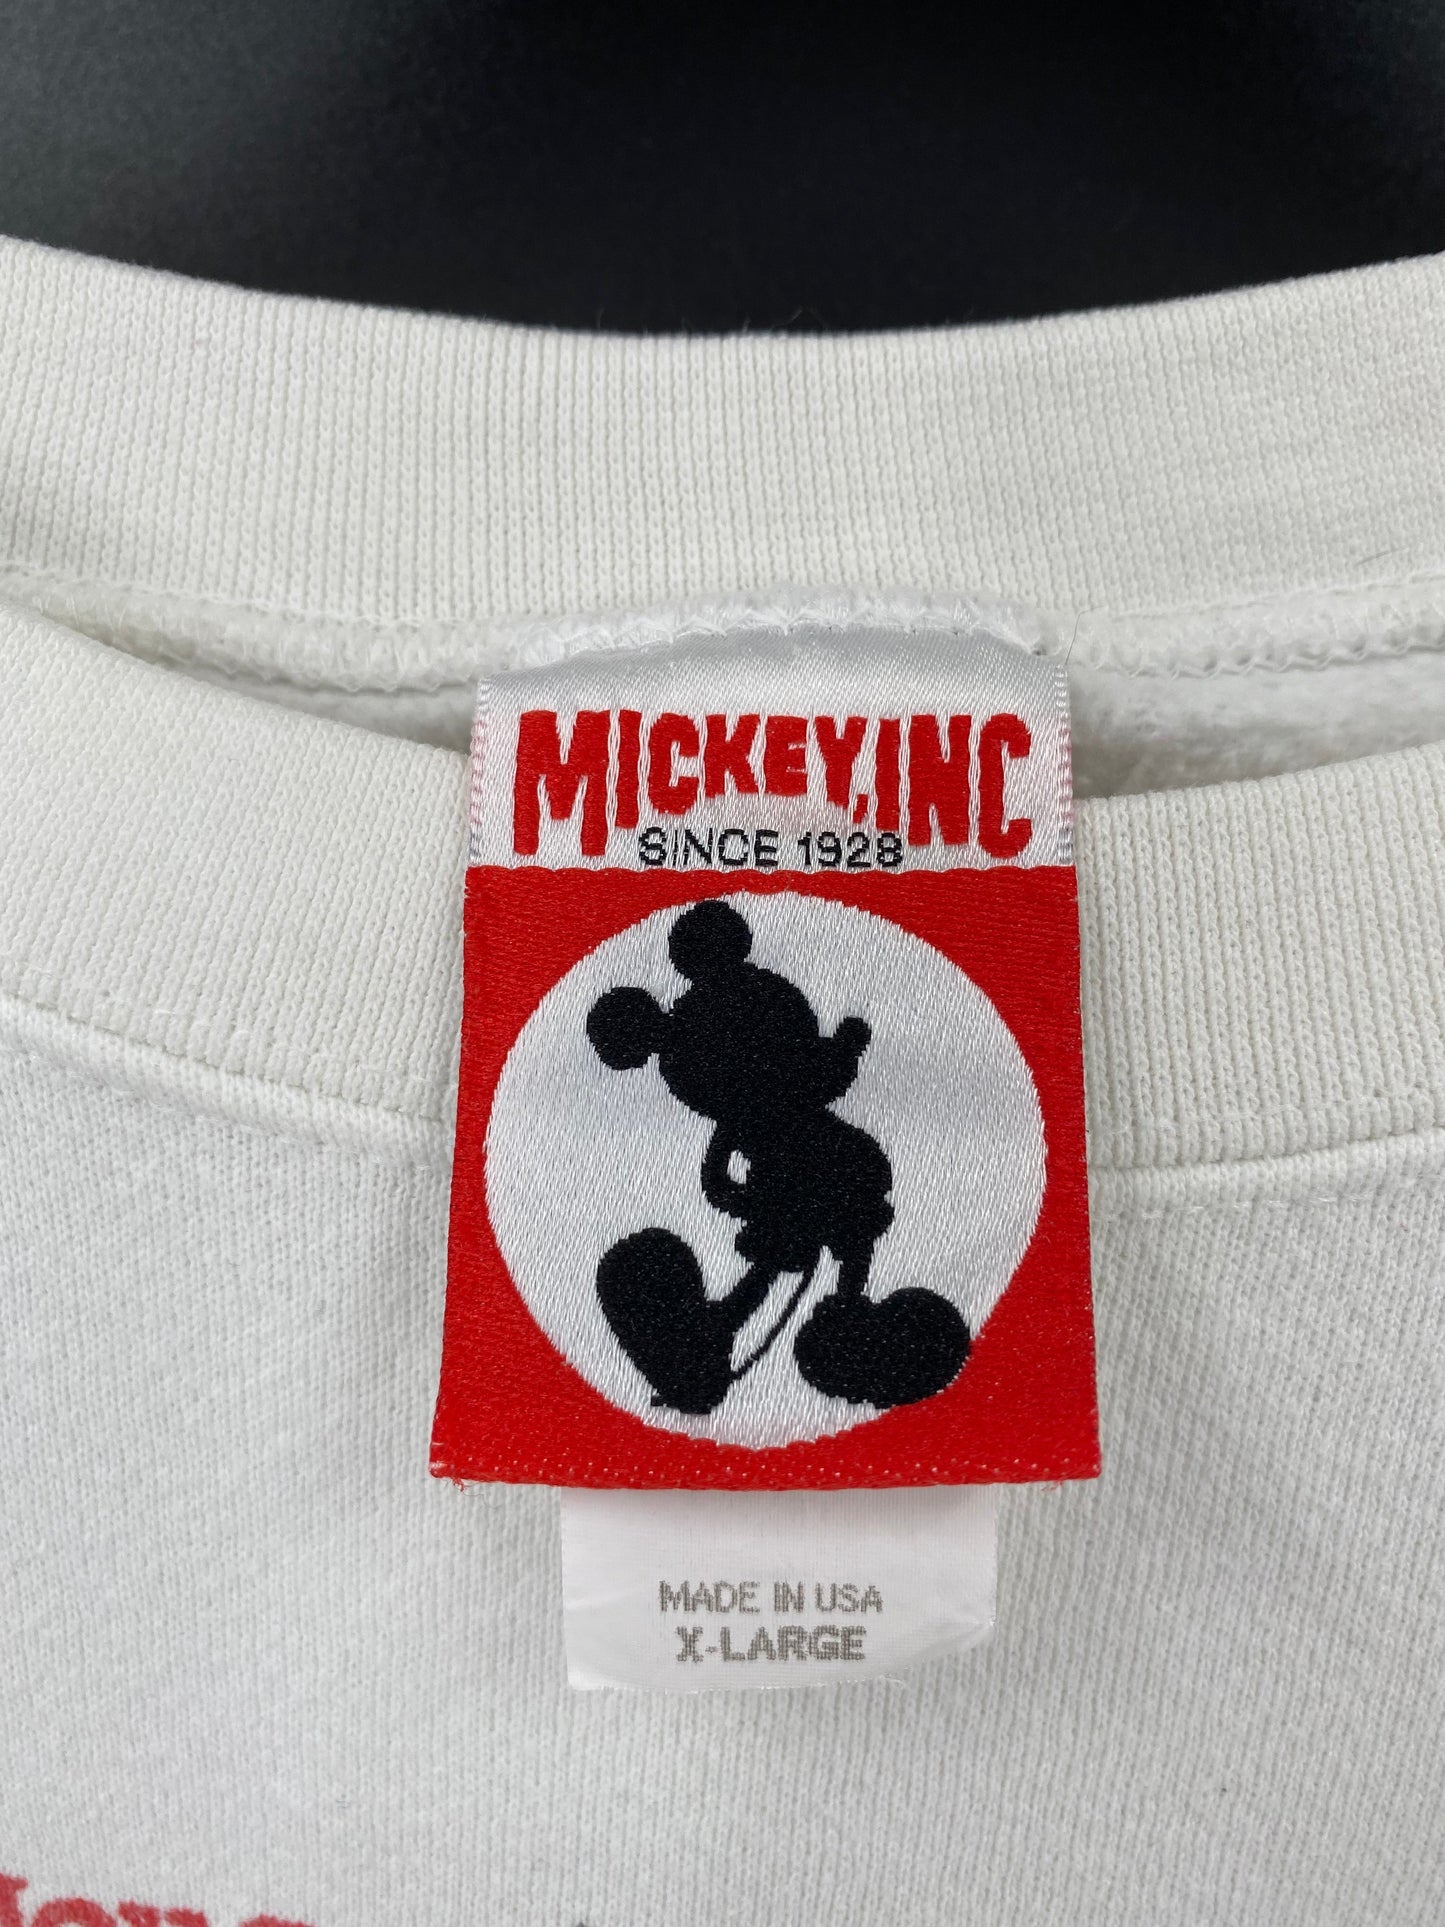 MICKEY, INC
SINCE 1928
MADE IN USA
X-LARGE